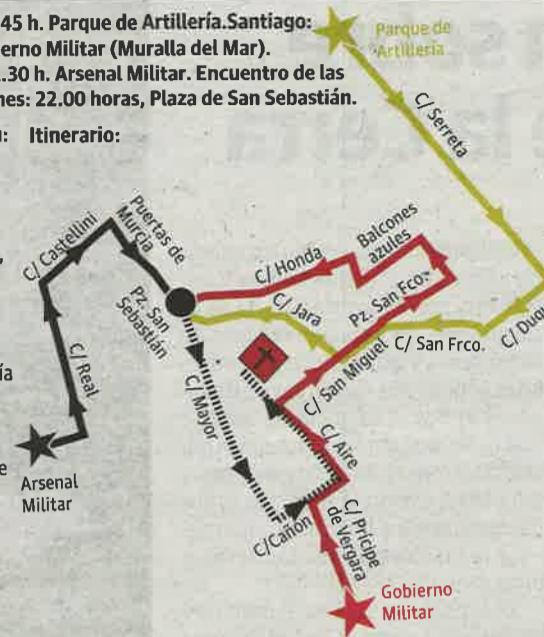 45 h. Parque de Artillería.Santiago:
erno Militar (Muralla del Mar).
.30 h. Arsenal Militar. Encuentro de las
nes: 22.00 horas, Plaza de San Sebastián.
Itinerario:
Parque de
Artillería
C/ Serreta
Puertas de
Murcia
C/ Castellini
Balcones
azules
C/ Honda
Pz. San Fco.
Pz. San
Sebastián
C/ Jara
C/ San Frco.
C/ Duq
C/ San Miguel
ía
C/ Real
C/ Mayor
C/ Aire
e
Arsenal
Militar
C/Cañón
C/ Prícipe
de Vergara
Gobierno
Militar